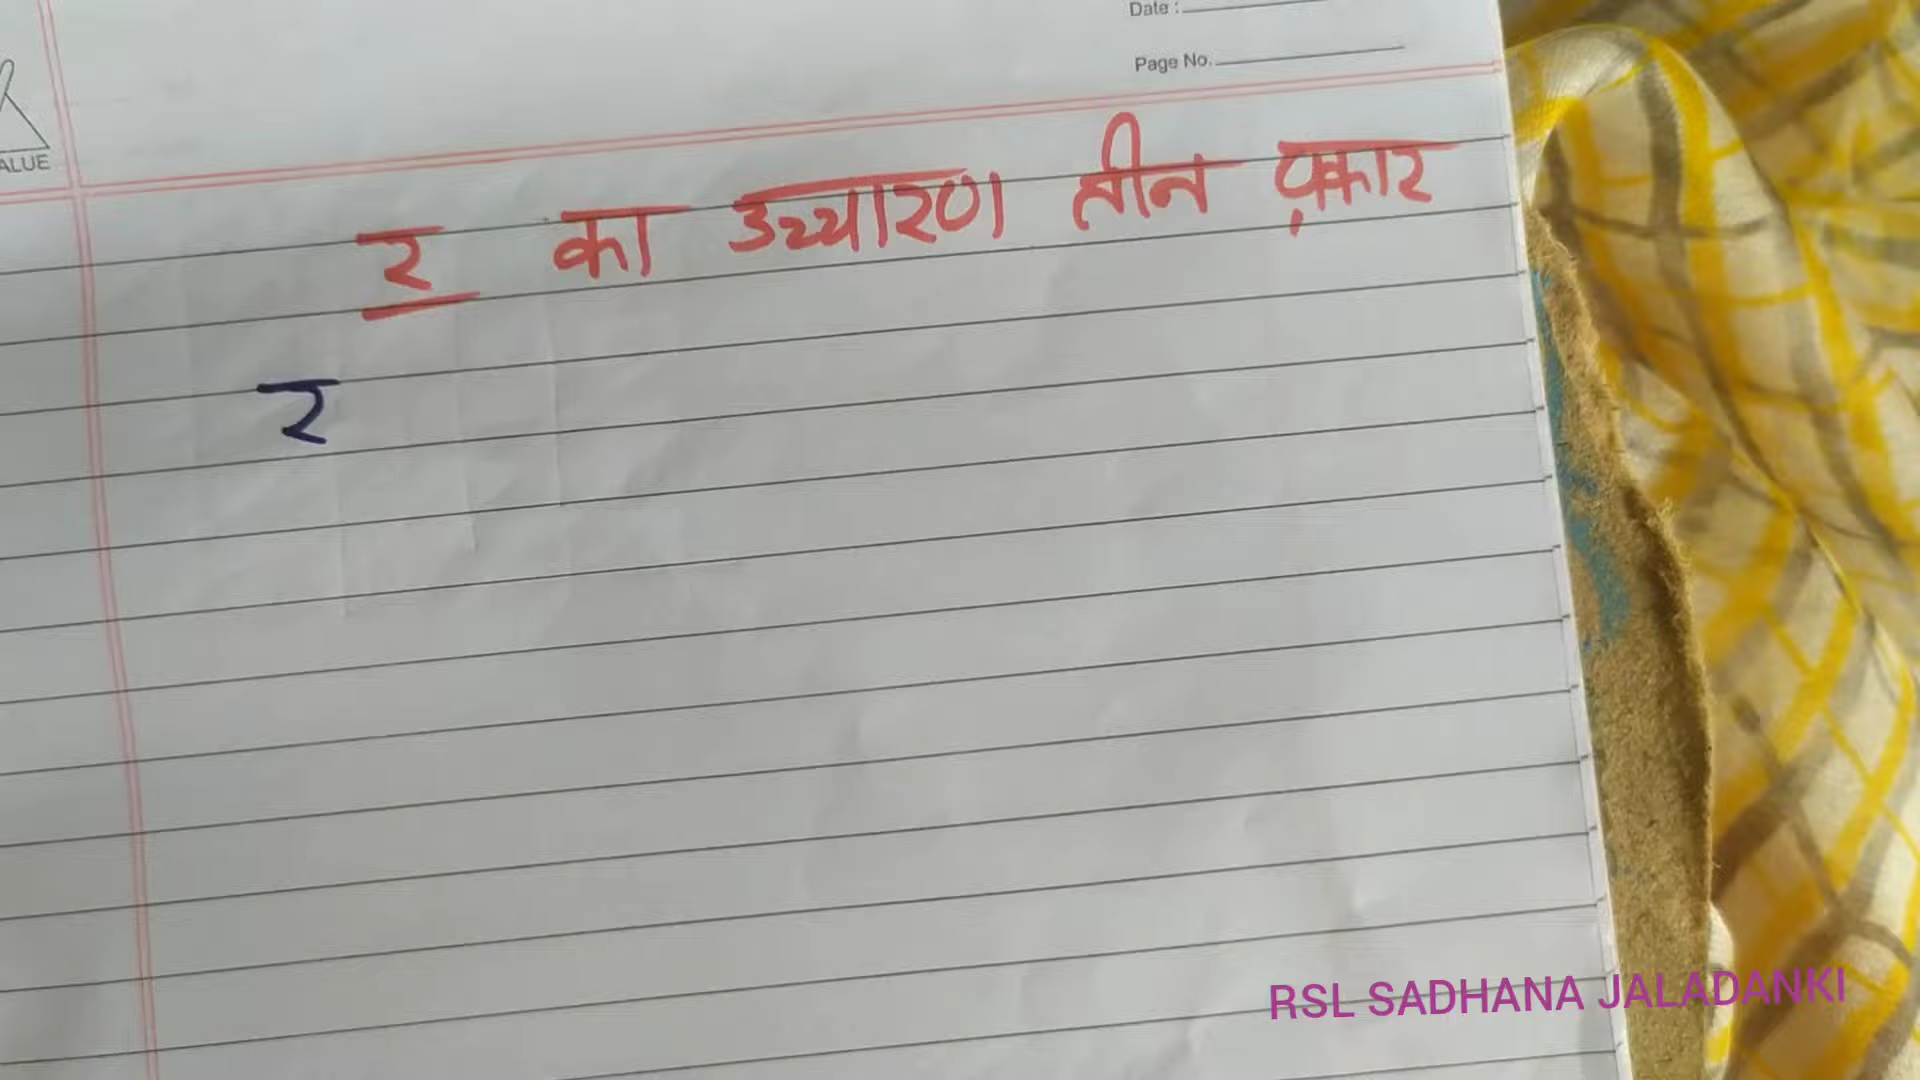 Date :
Page No.
ALUE
र का उच्चारण तीन प्रकार
र
RSL SADHANA JALADANKI